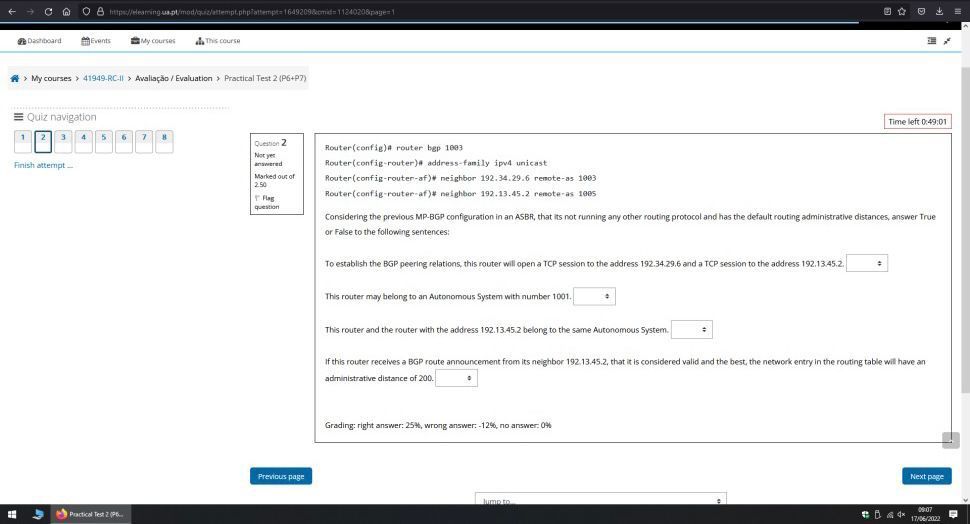 https://elearning.ua.pt/mod/quiz/attempt.php?attempt=1649209&cmid=1124020&page=1
Dashboard Events My courses This course
My courses > 41949-RC-II > Avaliação / Evaluation > Practical Test 2 (P6+P7)
Quiz navigation
Time left 0:49:01
1 2 3 4 5 6 7 8
Finish attempt ...
Question 2
Not yet
answered
Marked out of
2.50
Flag
question
Router(config)# router bgp 1003
Router(config-router)# address-family ipv4 unicast
Router(config-router-af)# neighbor 192.34.29.6 remote-as 1003
Router(config-router-af)# neighbor 192.13.45.2 remote-as 1005
Considering the previous MP-BGP configuration in an ASBR, that its not running any other routing protocol and has the default routing administrative distances, answer True
or False to the following sentences:
To establish the BGP peering relations, this router will open a TCP session to the address 192.34.29.6 and a TCP session to the address 192.13.45.2.
This router may belong to an Autonomous System with number 1001.
This router and the router with the address 192.13.45.2 belong to the same Autonomous System.
If this router receives a BGP route announcement from its neighbor 192.13.45.2, that it is considered valid and the best, the network entry in the routing table will have an
administrative distance of 200.
Grading: right answer: 25%, wrong answer: -12%, no answer: 0%
Previous page
Next page
Jump to...
Practical Test 2 (P6...
09:07
17/06/2022